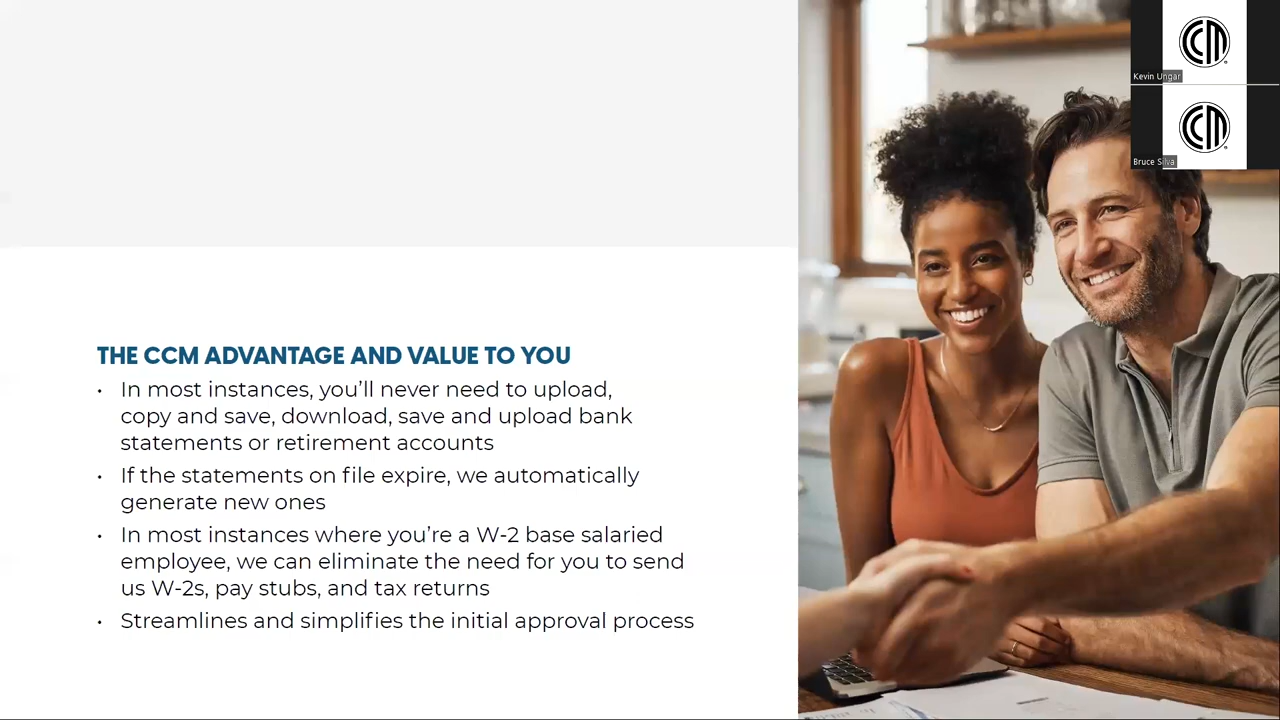 THE CCM ADVANTAGE AND VALUE TO YOU
• In most instances, you’ll never need to upload,
copy and save, download, save and upload bank
statements or retirement accounts
• If the statements on file expire, we automatically
generate new ones
• In most instances where you’re a W-2 base salaried
employee, we can eliminate the need for you to send
us W-2s, pay stubs, and tax returns
• Streamlines and simplifies the initial approval process
CCM
Kevin Ungar
CCM
Bruce Silva